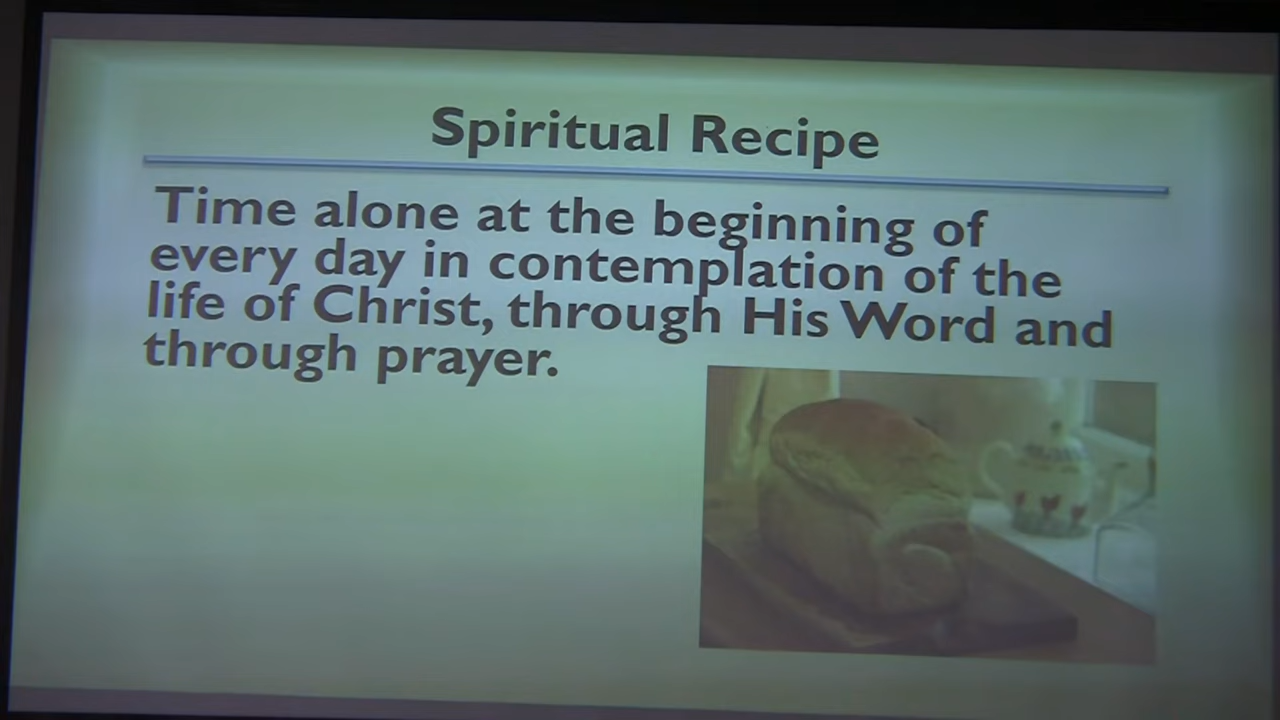 Spiritual Recipe
Time alone at the beginning of
every day in contemplation of the
life of Christ, through His Word and
through prayer.